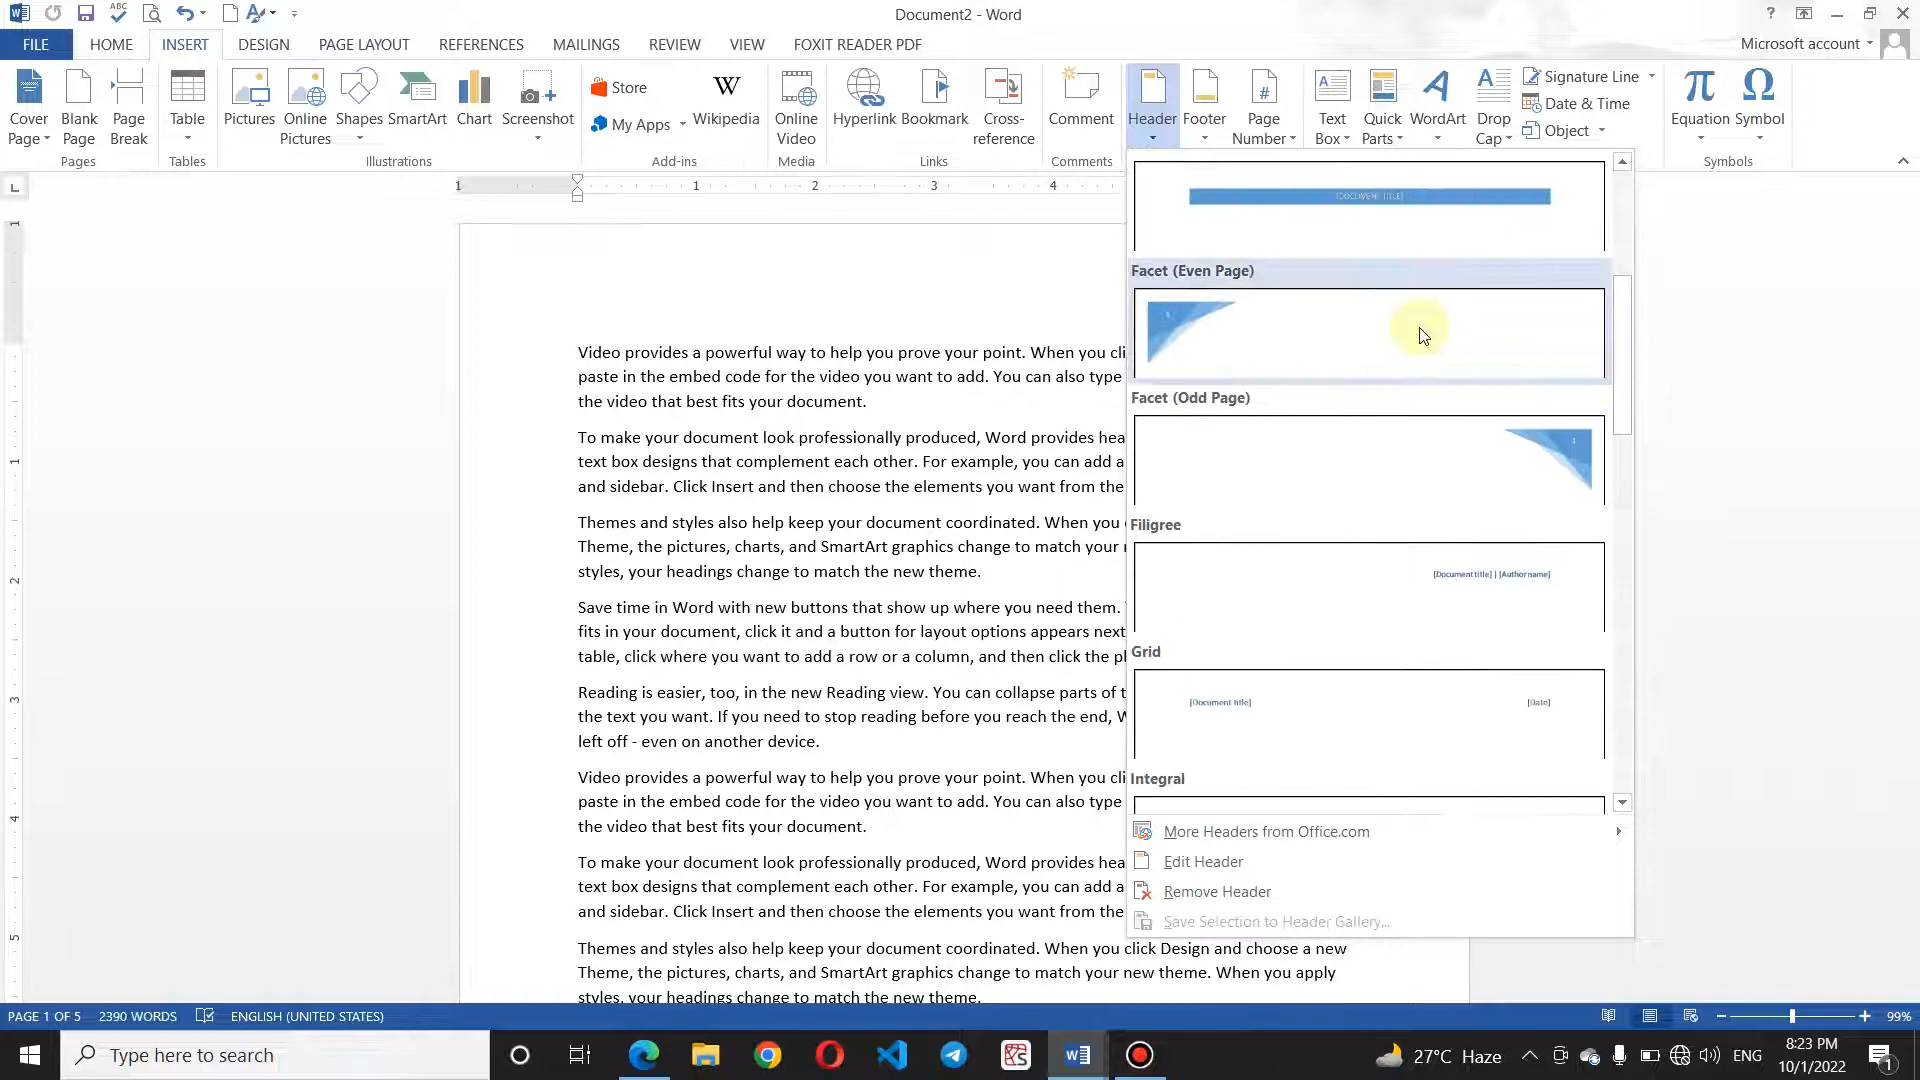 Document2 - Word
?
Microsoft account
FILE
HOME
INSERT
DESIGN
PAGE LAYOUT
REFERENCES
MAILINGS
REVIEW
VIEW
FOXIT READER PDF
Cover Page
Blank Page
Page Break
Pages
Table
Tables
Pictures
Online Pictures
Shapes
SmartArt
Chart
Screenshot
Illustrations
Store
My Apps
Wikipedia
Add-ins
Online Video
Media
Hyperlink
Bookmark
Cross-reference
Links
Comment
Comments
Header
Footer
Page Number
Text Box
Quick Parts
WordArt
Drop Cap
Signature Line
Date & Time
Object
Equation
Symbol
Symbols
1 1 2 3 4
[DOCUMENT TITLE]
Facet (Even Page)
Facet (Odd Page)
Filigree
[Document title] | [Author name]
Grid
[Document title]
[Date]
Integral
More Headers from Office.com
Edit Header
Remove Header
Save Selection to Header Gallery...
1
1
2
3
4
5
Video provides a powerful way to help you prove your point. When you cli
paste in the embed code for the video you want to add. You can also type
the video that best fits your document.
To make your document look professionally produced, Word provides hea
text box designs that complement each other. For example, you can add a
and sidebar. Click Insert and then choose the elements you want from the
Themes and styles also help keep your document coordinated. When you
Theme, the pictures, charts, and SmartArt graphics change to match your
styles, your headings change to match the new theme.
Save time in Word with new buttons that show up where you need them.
fits in your document, click it and a button for layout options appears next
table, click where you want to add a row or a column, and then click the pl
Reading is easier, too, in the new Reading view. You can collapse parts of t
the text you want. If you need to stop reading before you reach the end, W
left off - even on another device.
Video provides a powerful way to help you prove your point. When you cli
paste in the embed code for the video you want to add. You can also type
the video that best fits your document.
To make your document look professionally produced, Word provides hea
text box designs that complement each other. For example, you can add a
and sidebar. Click Insert and then choose the elements you want from the
Themes and styles also help keep your document coordinated. When you click Design and choose a new
Theme, the pictures, charts, and SmartArt graphics change to match your new theme. When you apply
styles, your headings change to match the new theme.
PAGE 1 OF 5
2390 WORDS
ENGLISH (UNITED STATES)
99%
Type here to search
27°C Haze
ENG
8:23 PM
10/1/2022
1